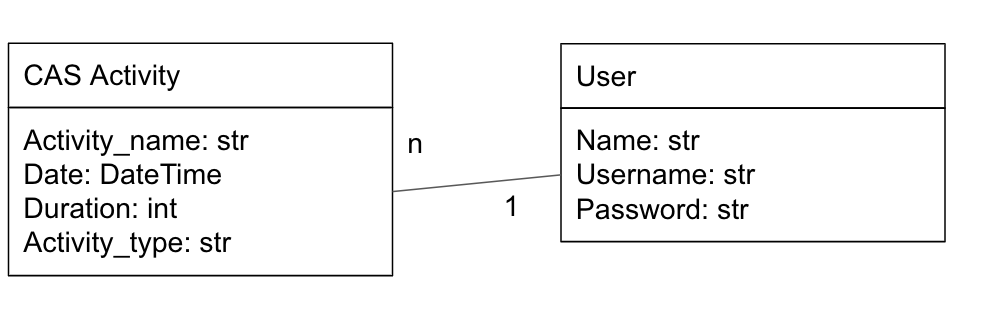 CAS Activity
Activity_name: str
Date: DateTime
Duration: int
Activity_type: str
n
1
User
Name: str
Username: str
Password: str